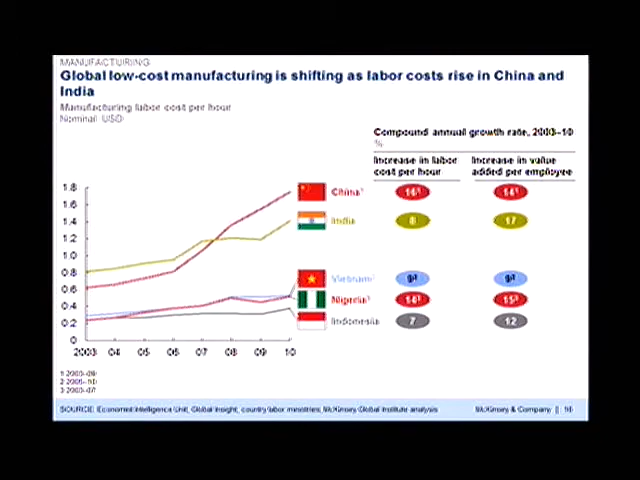 MANUFACTURING
Global low-cost manufacturing is shifting as labor costs rise in China and
India
Manufacturing labor cost per hour
Nominal USD
Compound annual growth rate, 2003–10
%
Increase in labor
cost per hour
Increase in value
added per employee
1.8
1.6
1.4
1.2
1.0
0.8
0.6
0.4
0.2
0
2003 04 05 06 07 08 09 10
China¹ 16¹ 14¹
India 8 17
Vietnam
Nigeria
Indonesia 7 12
1 2003–09
2 2005–10
3 2003–07
SOURCE: Economist Intelligence Unit; Global Insight; country labor ministries; McKinsey Global Institute analysis
McKinsey & Company | 16